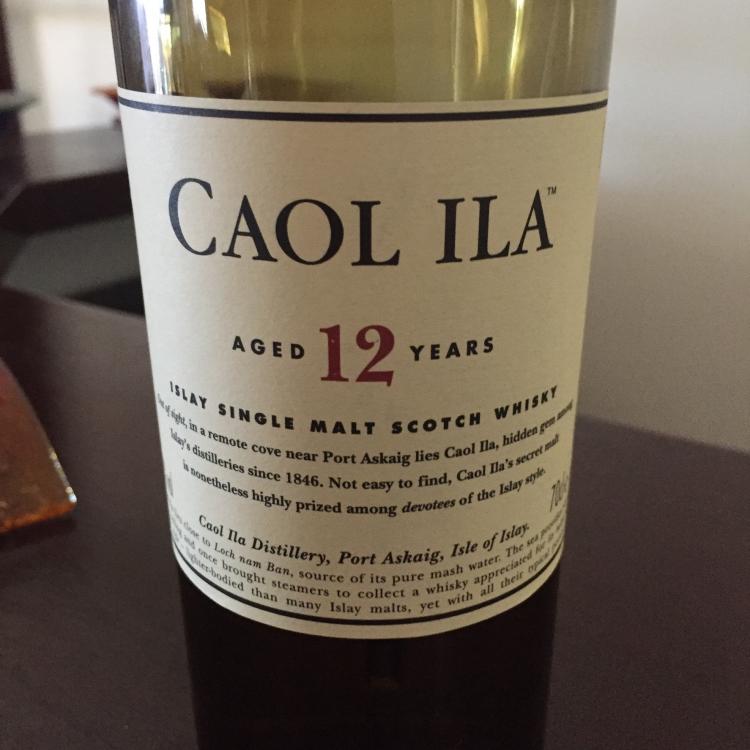 CAOL ILA™
AGED 12 YEARS
ISLAY SINGLE MALT SCOTCH WHISKY
of sight, in a remote cove near Port Askaig lies Caol Ila, hidden gem among
Islay's distilleries since 1846. Not easy to find, Caol Ila's secret malt
is nonetheless highly prized among devotees of the Islay style.
Caol Ila Distillery, Port Askaig, Isle of Islay.
close to Loch nam Ban, source of its pure mash water. The sea
and once brought steamers to collect a whisky appreciated for
lighter-bodied than many Islay malts, yet with all their typical